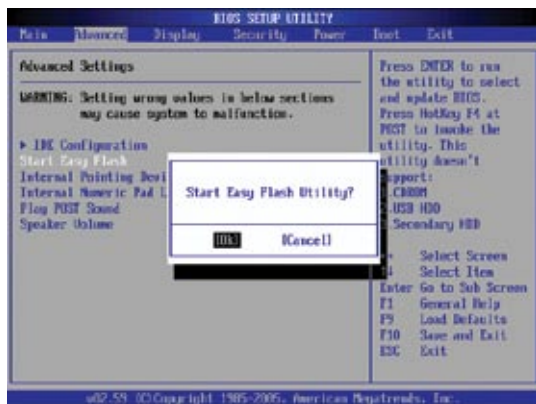 BIOS SETUP UTILITY
Main Advanced Display Security Power Boot Exit
Advanced Settings
WARNING: Setting wrong values in below sections
may cause system to malfunction.
▶ IDE Configuration
Start Easy Flash
Internal Pointing Devi
Internal Numeric Pad L
Play POST Sound
Speaker Volume
Start Easy Flash Utility?
[Ok] [Cancel]
Press ENTER to run
the utility to select
and update BIOS.
Press HotKey F4 at
POST to invoke the
utility. This
utility doesn't
support:
CDROM
USB HDD
Secondary HDD
Select Screen
↑↓ Select Item
Enter Go to Sub Screen
F1 General Help
F9 Load Defaults
F10 Save and Exit
ESC Exit
v02.59 (C)Copyright 1985-2005, American Megatrends, Inc.